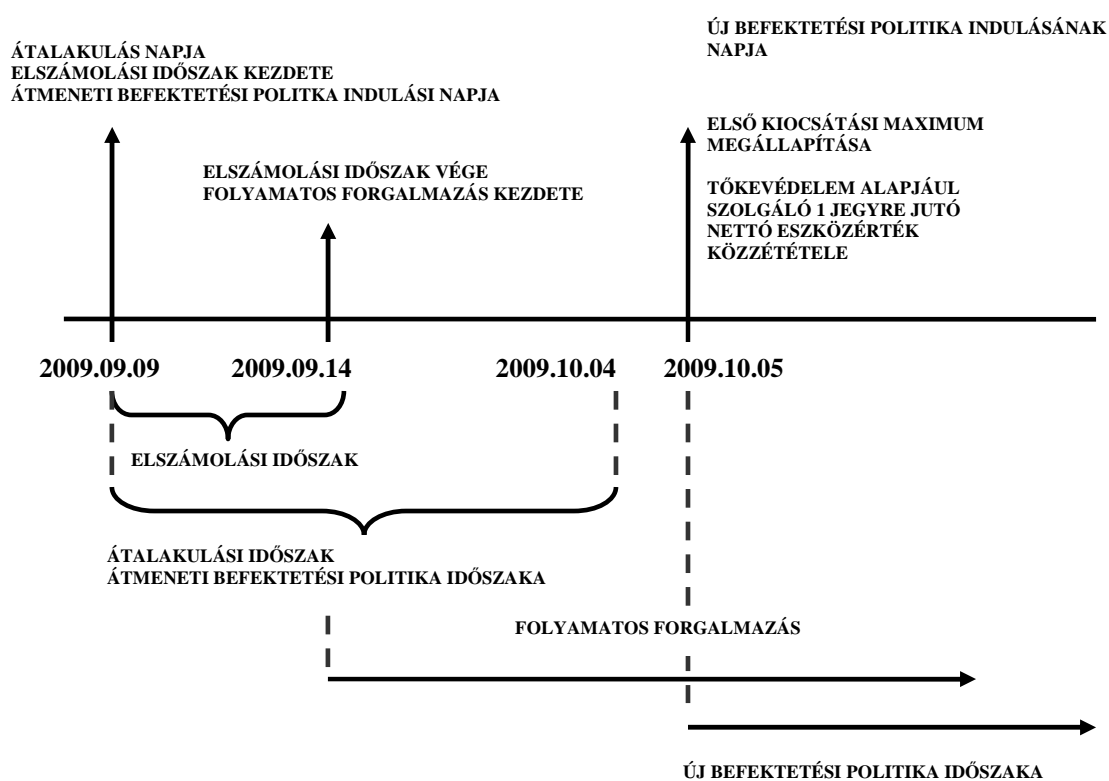 ÚJ BEFEKTETÉSI POLITIKA INDULÁSÁNAK
NAPJA
ÁTALAKULÁS NAPJA
ELSZÁMOLÁSI IDŐSZAK KEZDETE
ÁTMENETI BEFEKTETÉSI POLITKA INDULÁSI NAPJA
ELSŐ KIOCSÁTÁSI MAXIMUM
MEGÁLLAPÍTÁSA
ELSZÁMOLÁSI IDŐSZAK VÉGE
FOLYAMATOS FORGALMAZÁS KEZDETE
TŐKEVÉDELEM ALAPJÁUL
SZOLGÁLÓ 1 JEGYRE JUTÓ
NETTÓ ESZKÖZÉRTÉK
KÖZZÉTÉTELE
2009.09.09
2009.09.14
2009.10.04
2009.10.05
ELSZÁMOLÁSI IDŐSZAK
ÁTALAKULÁSI IDŐSZAK
ÁTMENETI BEFEKTETÉSI POLITIKA IDŐSZAKA
FOLYAMATOS FORGALMAZÁS
ÚJ BEFEKTETÉSI POLITIKA IDŐSZAKA